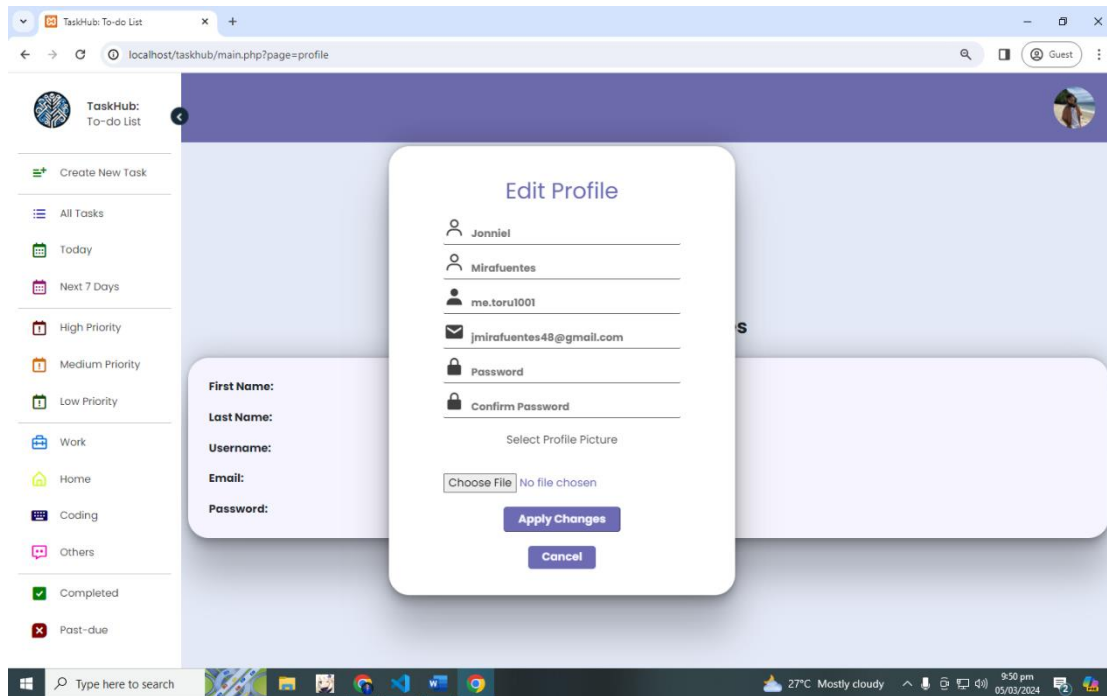 TaskHub: To-do List
localhost/taskhub/main.php?page=profile
Guest
TaskHub:
To-do List
Create New Task
All Tasks
Today
Next 7 Days
High Priority
Medium Priority
Low Priority
Work
Home
Coding
Others
Completed
Past-due
s
First Name:
Last Name:
Username:
Email:
Password:
Edit Profile
Jonniel
Mirafuentes
me.toru1001
jmirafuentes48@gmail.com
Password
Confirm Password
Select Profile Picture
Choose File No file chosen
Apply Changes
Cancel
Type here to search
27°C Mostly cloudy
9:50 pm
05/03/2024
2